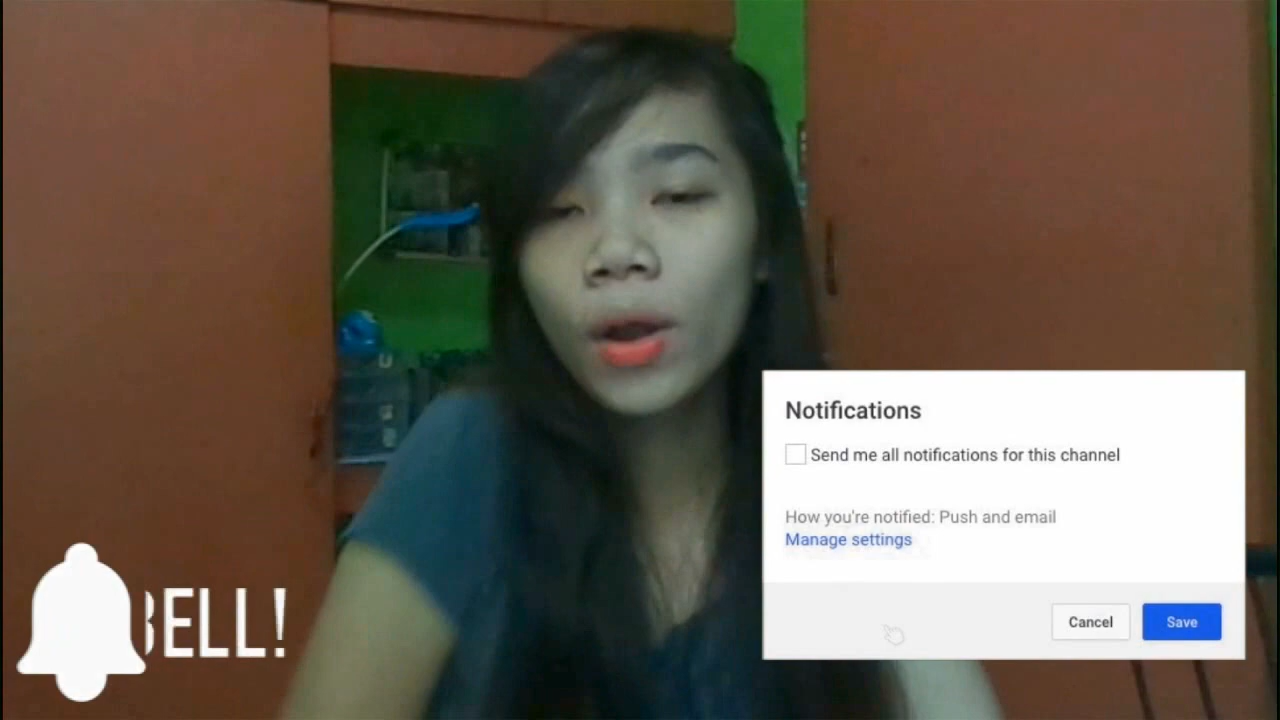 Notifications
Send me all notifications for this channel
How you're notified: Push and email
Manage settings
Cancel
Save
BELL!